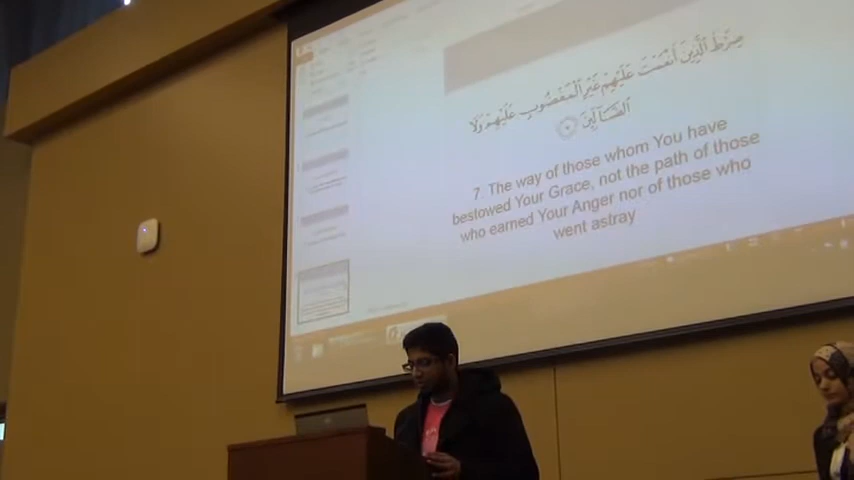 صِرَٰطَ ٱلَّذِينَ أَنْعَمْتَ عَلَيْهِمْ غَيْرِ ٱلْمَغْضُوبِ عَلَيْهِمْ وَلَا
ٱلضَّآلِّينَ
7. The way of those whom You have
bestowed Your Grace, not the path of those
who earned Your Anger nor of those who
went astray